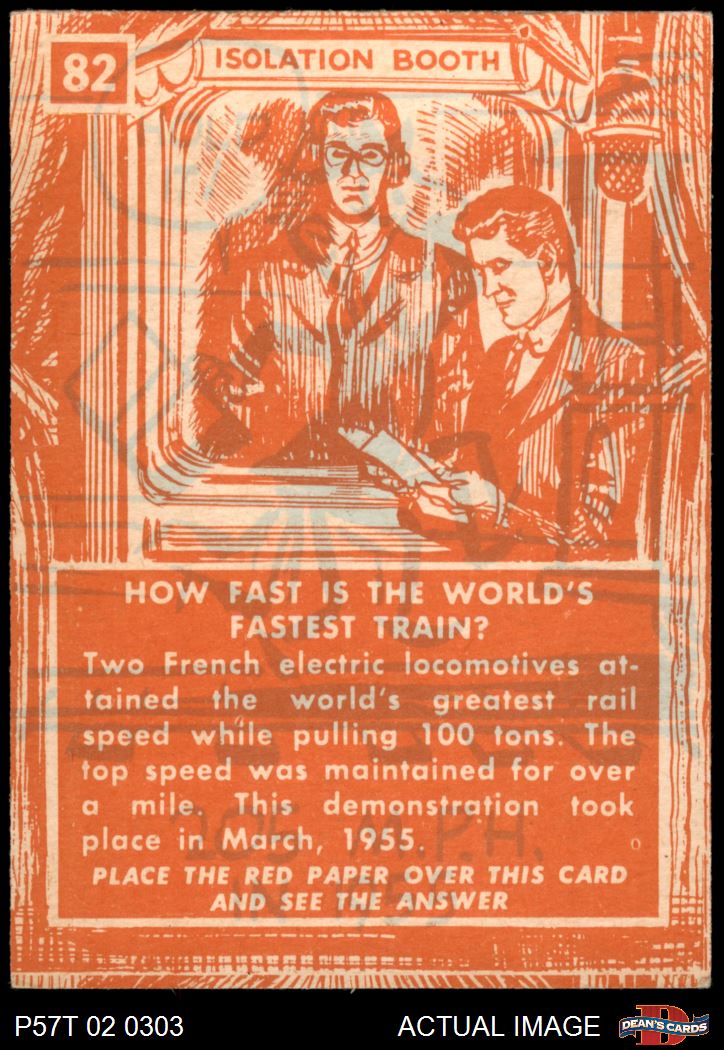 82
ISOLATION BOOTH
HOW FAST IS THE WORLD'S
FASTEST TRAIN?
Two French electric locomotives at-
tained the world's greatest rail
speed while pulling 100 tons. The
top speed was maintained for over
a mile. This demonstration took
place in March, 1955.
205 M.P.H.
IN 1955
PLACE THE RED PAPER OVER THIS CARD
AND SEE THE ANSWER
P57T 02 0303
ACTUAL IMAGE
D
DEAN'S CARDS